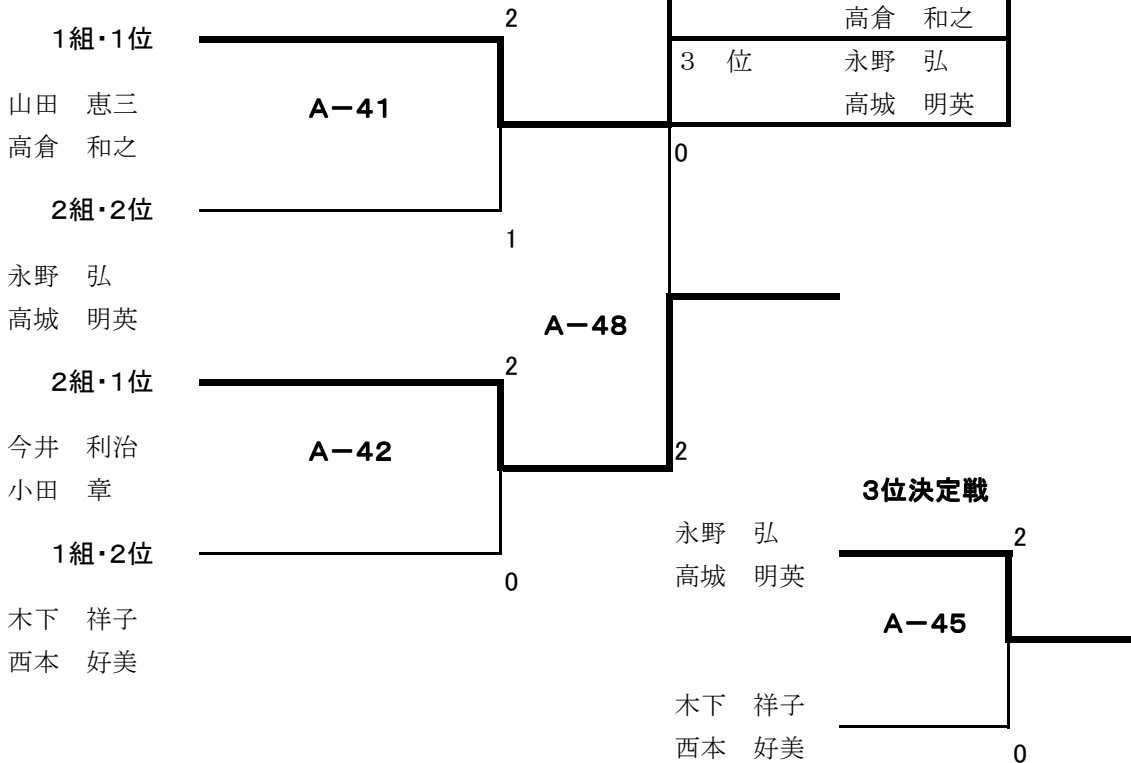 2
高倉　和之
1組・1位
３　位　永野　弘
山田　恵三
A－41
高城　明英
高倉　和之
0
2組・2位
1
永野　弘
高城　明英
A－48
2組・1位
2
今井　利治
A－42
2
小田　章
3位決定戦
1組・2位
永野　弘
2
0
高城　明英
木下　祥子
A－45
西本　好美
木下　祥子
西本　好美
0